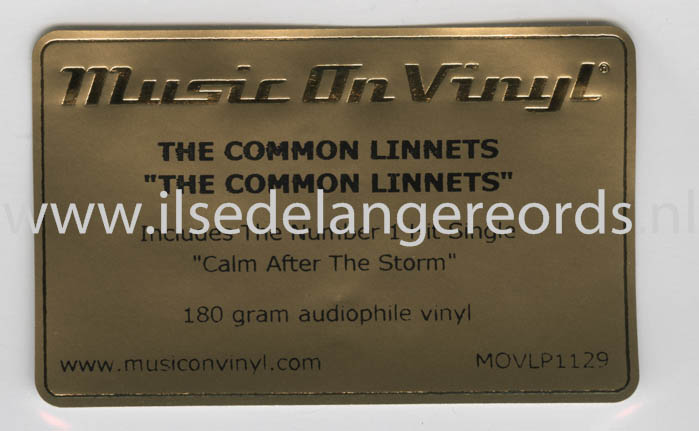 Music On Vinyl®
THE COMMON LINNETS
"THE COMMON LINNETS"
www.ilsedelangereords.nl
Includes The Number 1 Hit Single
"Calm After The Storm"
180 gram audiophile vinyl
www.musiconvinyl.com MOVLP1129